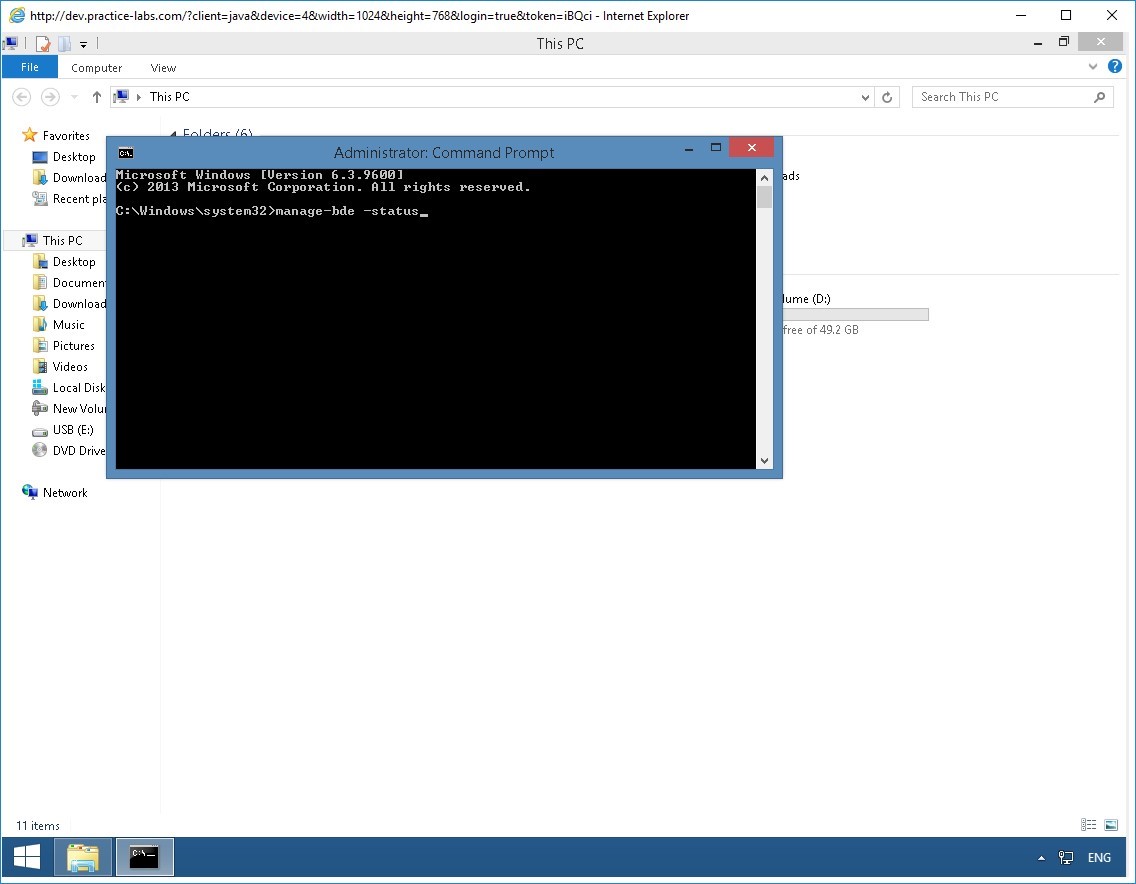 http://dev.practice-labs.com/?client=java&device=4&width=1024&height=768&login=true&token=iBQci - Internet Explorer
This PC
File Computer View
This PC
Search This PC
Favorites
Desktop
Download
Recent pla
This PC
Desktop
Documen
Download
Music
Pictures
Videos
Local Disk
New Volu
USB (E:)
DVD Drive
Network
Folders (6)
ads
lume (D:)
free of 49.2 GB
Administrator: Command Prompt
Microsoft Windows [Version 6.3.9600]
(c) 2013 Microsoft Corporation. All rights reserved.
C:\Windows\system32>manage-bde -status_
11 items
ENG